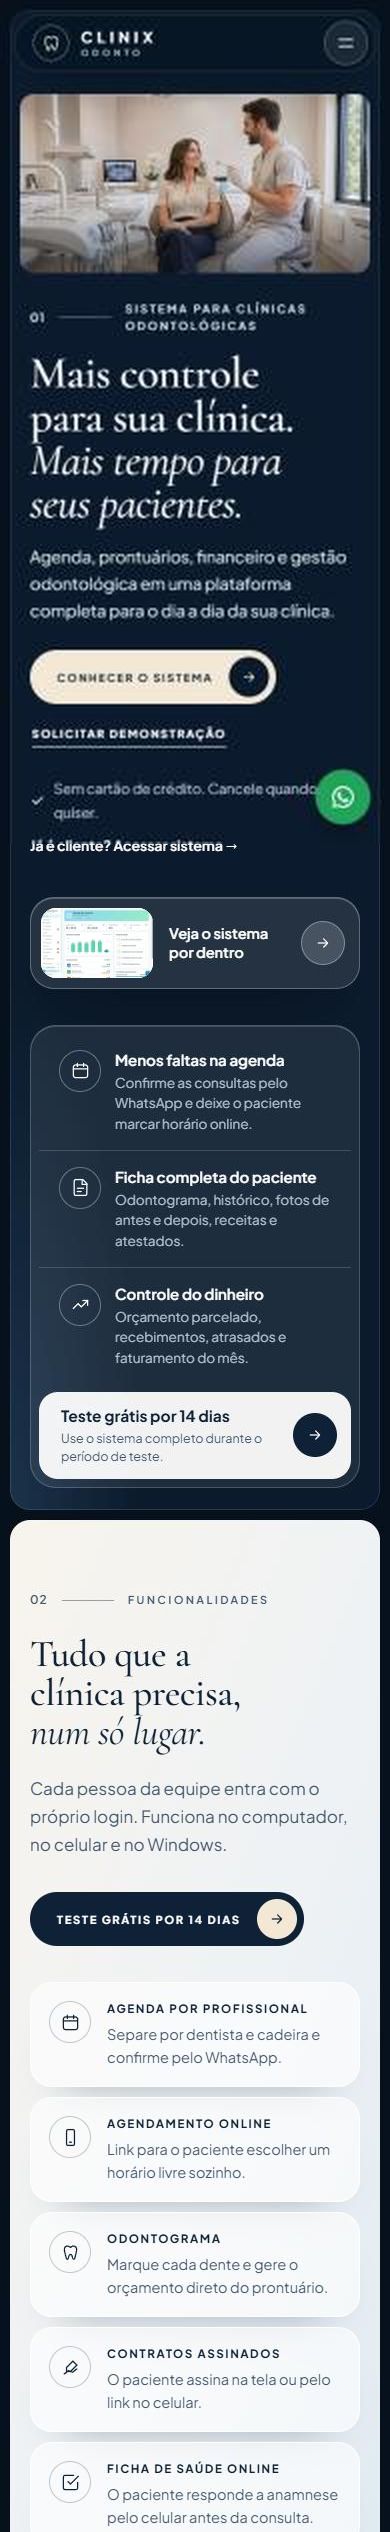 CLINIX
ODONTO
01
SISTEMA PARA CLÍNICAS
ODONTOLÓGICAS
Mais controle
para sua clínica.
Mais tempo para
seus pacientes.
Agenda, prontuários, financeiro e gestão
odontológica em uma plataforma
completa para o dia a dia da sua clínica.
CONHECER O SISTEMA
SOLICITAR DEMONSTRAÇÃO
Sem cartão de crédito. Cancele quando
quiser.
Já é cliente? Acessar sistema →
Veja o sistema
por dentro
Menos faltas na agenda
Confirme as consultas pelo
WhatsApp e deixe o paciente
marcar horário online.
Ficha completa do paciente
Odontograma, histórico, fotos de
antes e depois, receitas e
atestados.
Controle do dinheiro
Orçamento parcelado,
recebimentos, atrasados e
faturamento do mês.
Teste grátis por 14 dias
Use o sistema completo durante o
período de teste.
02
FUNCIONALIDADES
Tudo que a
clínica precisa,
num só lugar.
Cada pessoa da equipe entra com o
próprio login. Funciona no computador,
no celular e no Windows.
TESTE GRÁTIS POR 14 DIAS
AGENDA POR PROFISSIONAL
Separe por dentista e cadeira e
confirme pelo WhatsApp.
AGENDAMENTO ONLINE
Link para o paciente escolher um
horário livre sozinho.
ODONTOGRAMA
Marque cada dente e gere o
orçamento direto do prontuário.
CONTRATOS ASSINADOS
O paciente assina na tela ou pelo
link no celular.
FICHA DE SAÚDE ONLINE
O paciente responde a anamnese
pelo celular antes da consulta.